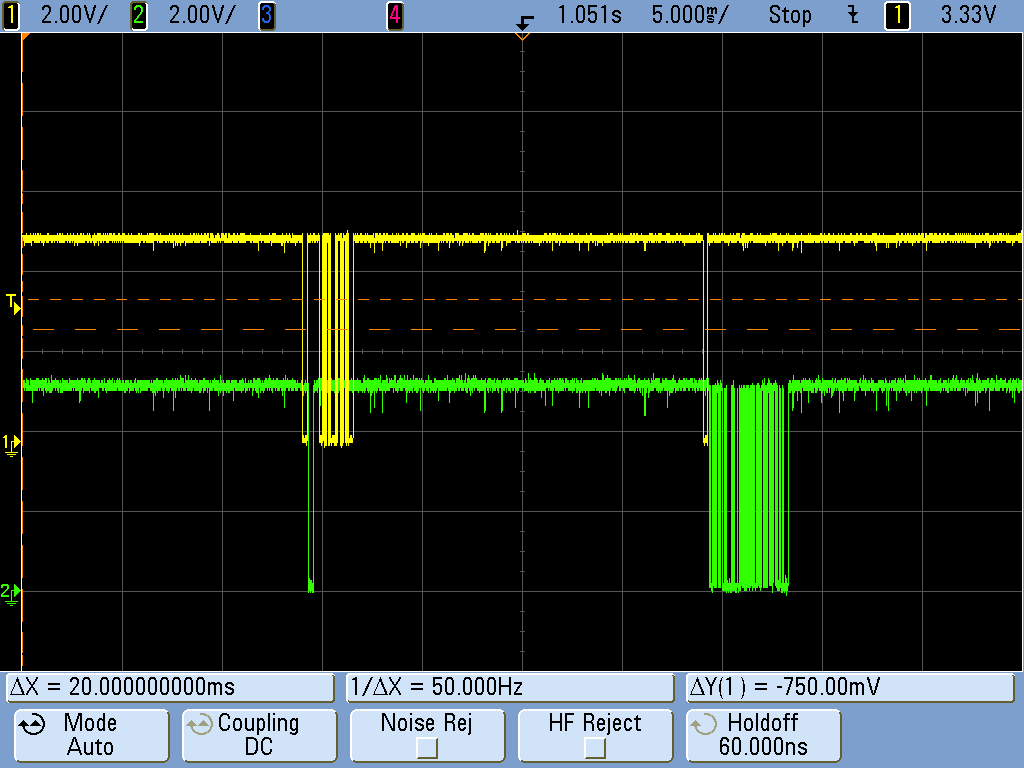 1 2.00V/ 2 2.00V/ 3 4 1.051s 5.000ms/ Stop 1 3.33V
T
1
2
ΔX = 20.000000000ms 1/ΔX = 50.000Hz ΔY(1) = -750.00mV
Mode Coupling Noise Rej HF Reject Holdoff
Auto DC 60.000ns